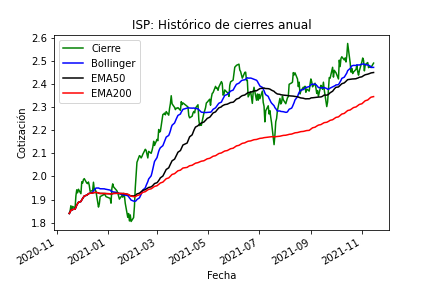 ISP: Histórico de cierres anual
Cierre
Bollinger
EMA50
EMA200
2.6
2.5
2.4
2.3
2.2
2.1
2.0
1.9
1.8
Cotización
2020-11
2021-01
2021-03
2021-05
2021-07
2021-09
2021-11
Fecha